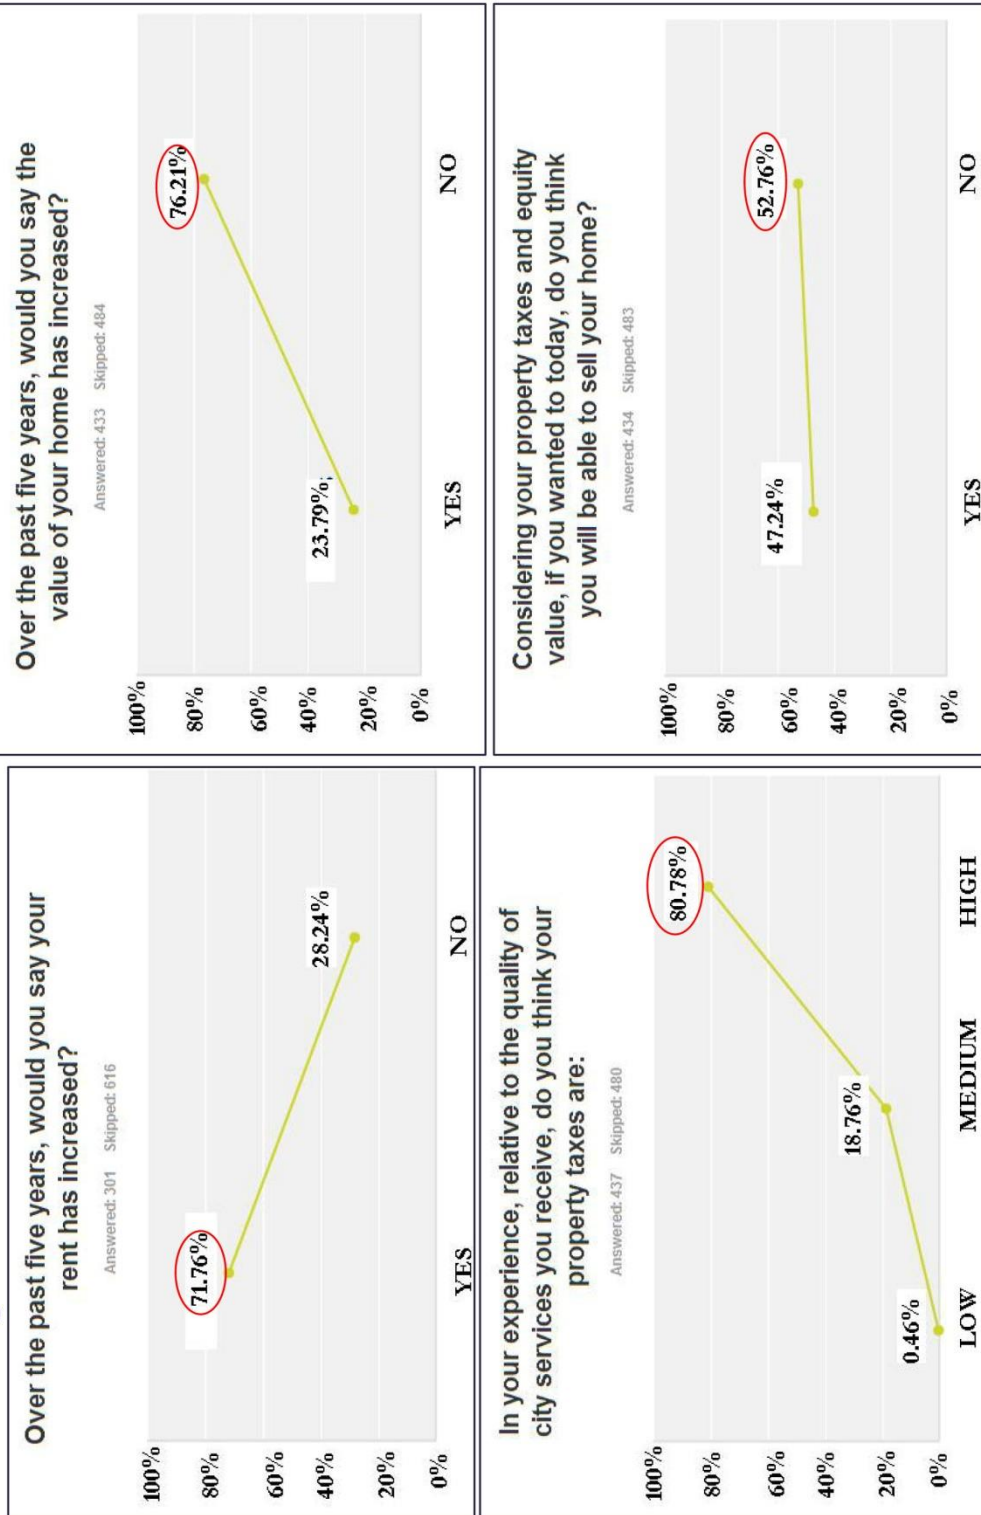 Over the past five years, would you say your
rent has increased?
Answered: 301 Skipped: 616
100%
80%
60%
40%
20%
0%
71.76%
28.24%
YES
NO
Over the past five years, would you say the
value of your home has increased?
Answered: 433 Skipped: 484
100%
80%
60%
40%
20%
0%
23.79%;
76.21%
YES
NO
In your experience, relative to the quality of
city services you receive, do you think your
property taxes are:
Answered: 437 Skipped: 480
100%
80%
60%
40%
20%
0%
0.46%
18.76%
80.78%
LOW
MEDIUM
HIGH
Considering your property taxes and equity
value, if you wanted to today, do you think
you will be able to sell your home?
Answered: 434 Skipped: 483
100%
80%
60%
40%
20%
0%
47.24%
52.76%
YES
NO